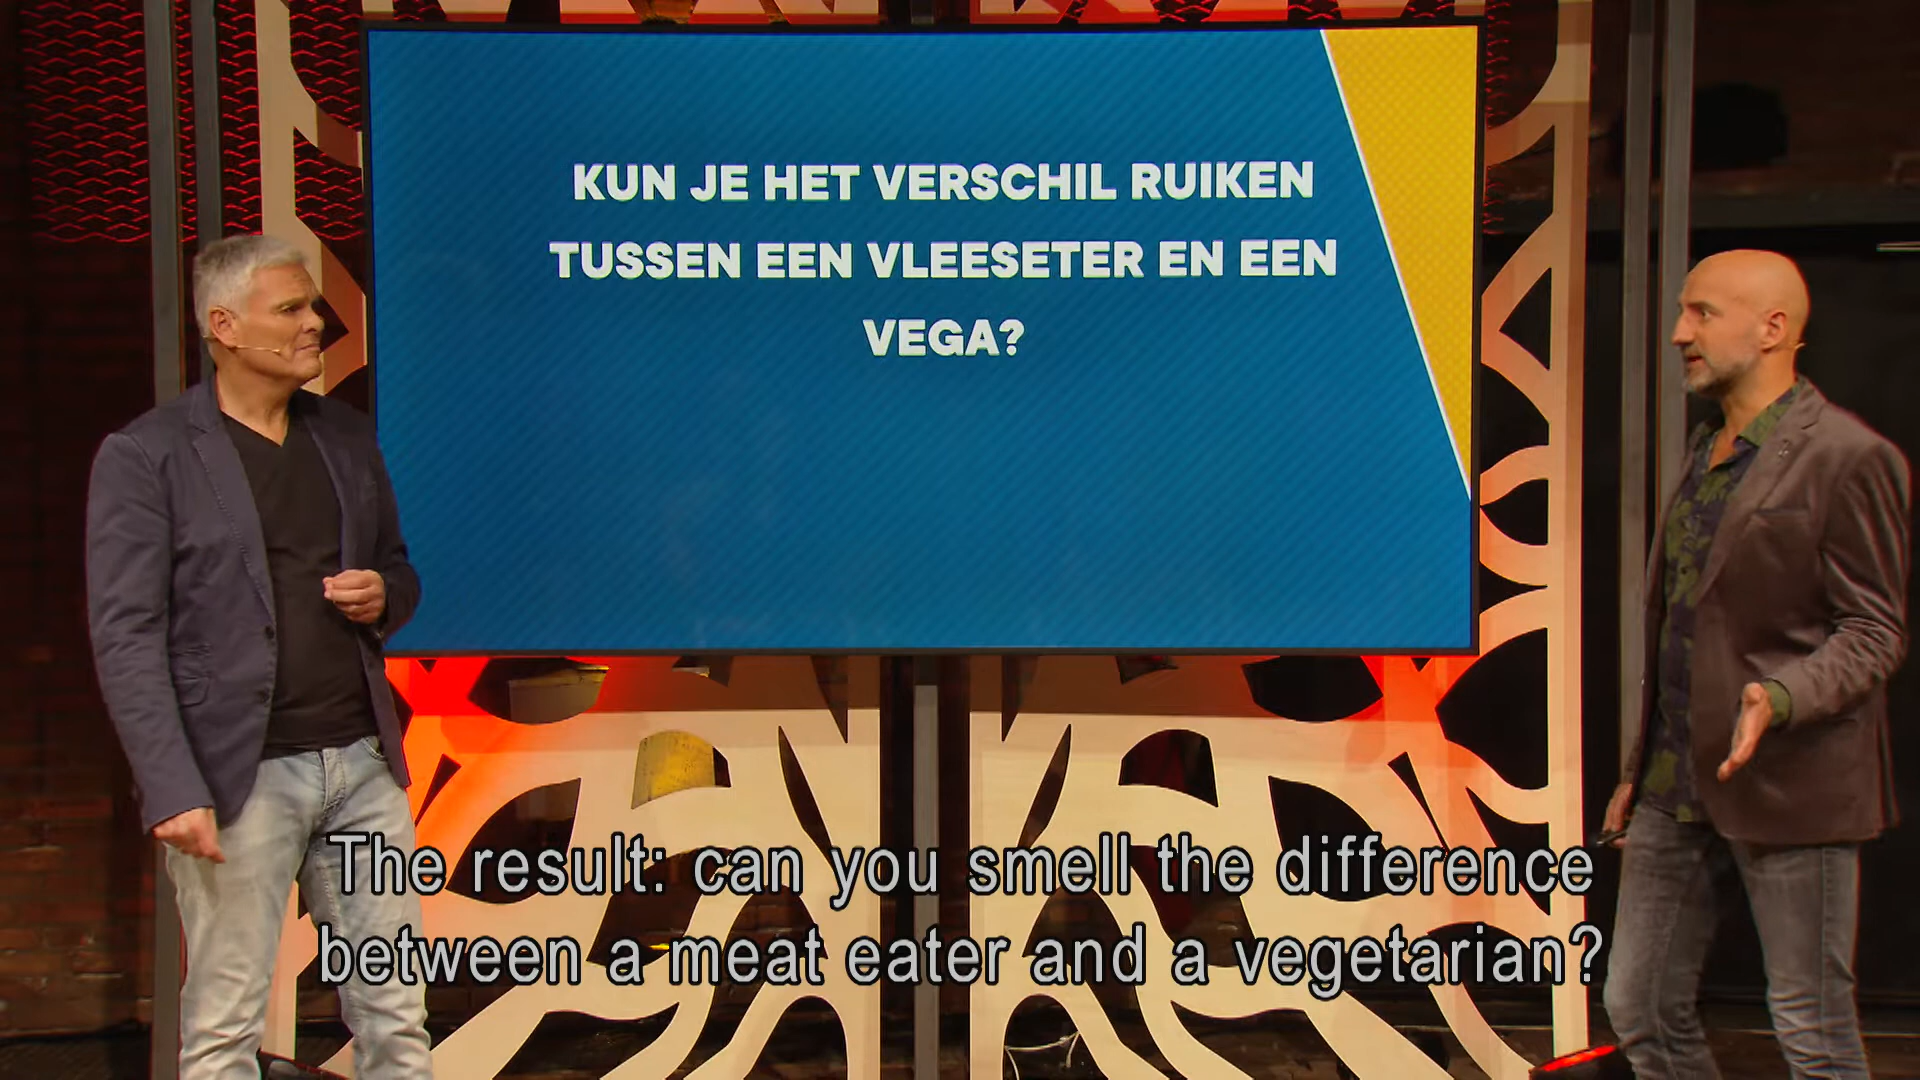 KUN JE HET VERSCHIL RUIKEN
TUSSEN EEN VLEESETER EN EEN
VEGA?
The result: can you smell the difference
between a meat eater and a vegetarian?